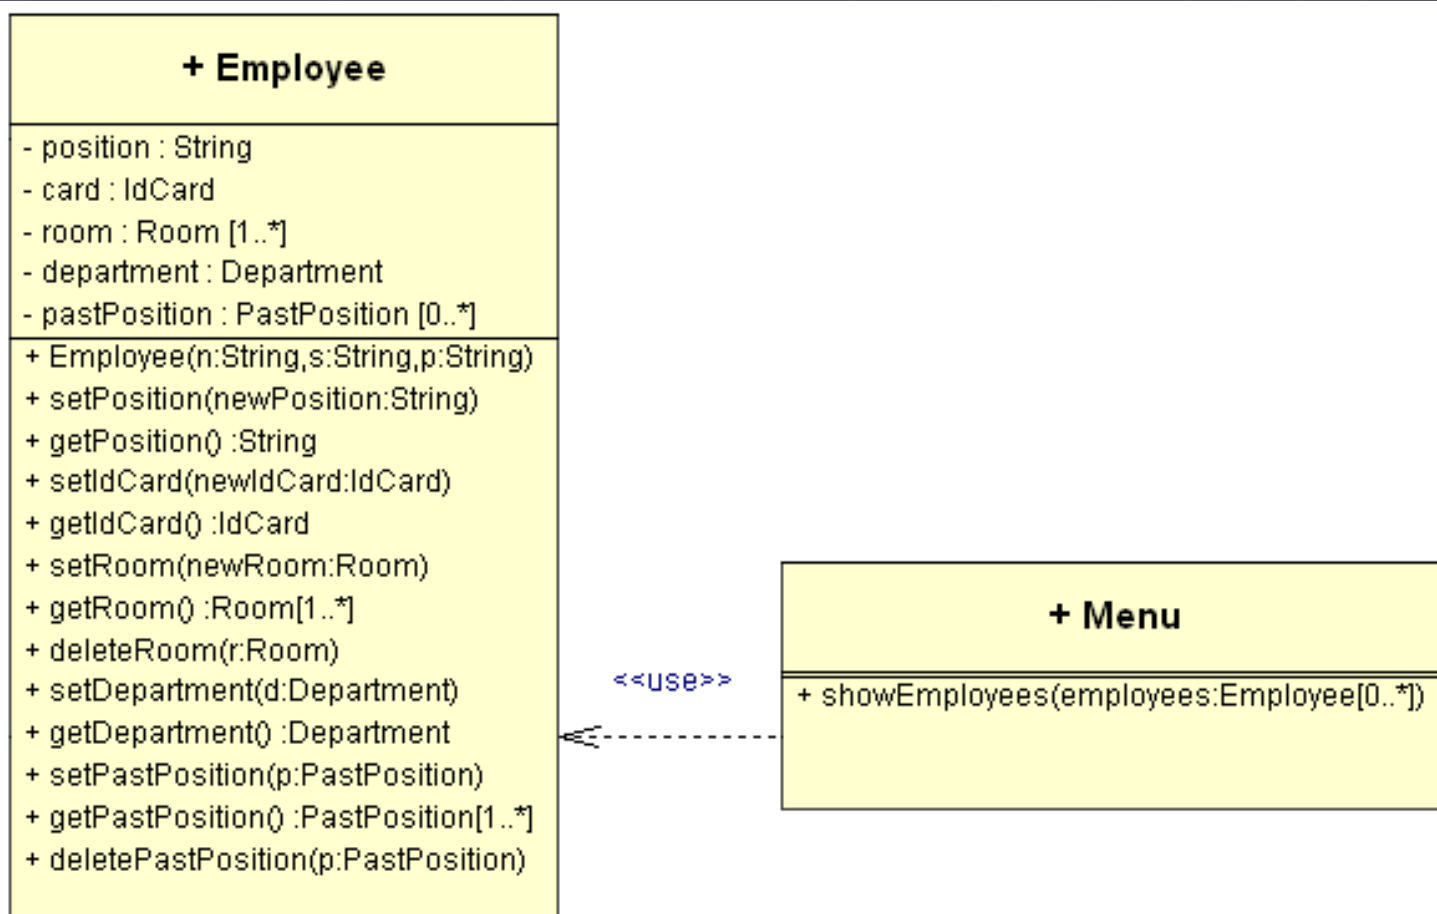 + Employee
- position : String
- card : IdCard
- room : Room [1..*]
- department : Department
- pastPosition : PastPosition [0..*]
+ Employee(n:String,s:String,p:String)
+ setPosition(newPosition:String)
+ getPosition() :String
+ setIdCard(newIdCard:IdCard)
+ getIdCard() :IdCard
+ setRoom(newRoom:Room)
+ getRoom() :Room[1..*]
+ deleteRoom(r:Room)
+ setDepartment(d:Department)
+ getDepartment() :Department
+ setPastPosition(p:PastPosition)
+ getPastPosition() :PastPosition[1..*]
+ deletePastPosition(p:PastPosition)
<<use>>
+ Menu
+ showEmployees(employees:Employee[0..*])